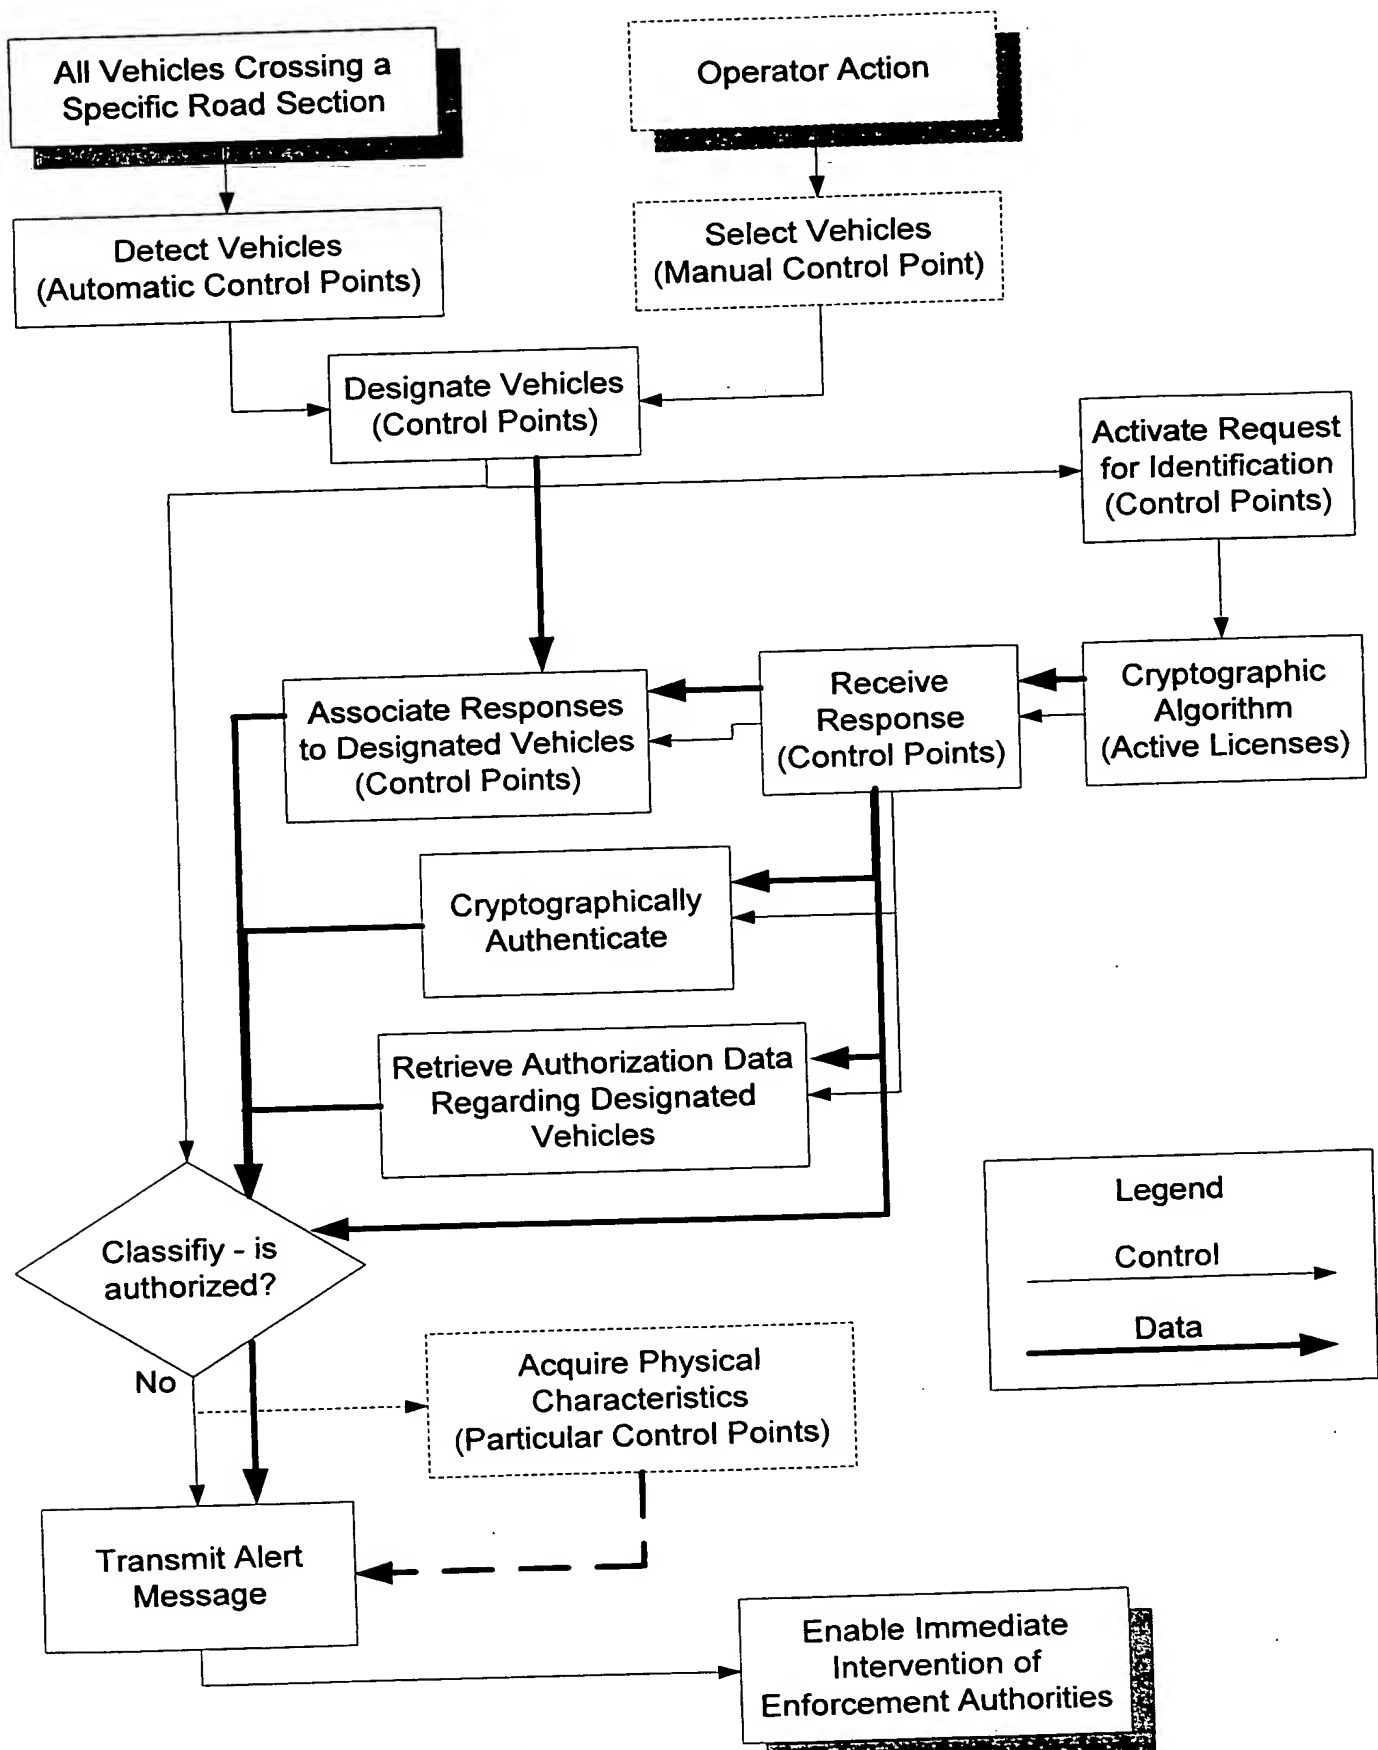 All Vehicles Crossing a
Specific Road Section
Operator Action
Detect Vehicles
(Automatic Control Points)
Select Vehicles
(Manual Control Point)
Designate Vehicles
(Control Points)
Activate Request
for Identification
(Control Points)
Associate Responses
to Designated Vehicles
(Control Points)
Receive
Response
(Control Points)
Cryptographic
Algorithm
(Active Licenses)
Cryptographically
Authenticate
Retrieve Authorization Data
Regarding Designated
Vehicles
Legend
Control
Data
Classifiy - is
authorized?
No
Acquire Physical
Characteristics
(Particular Control Points)
Transmit Alert
Message
Enable Immediate
Intervention of
Enforcement Authorities